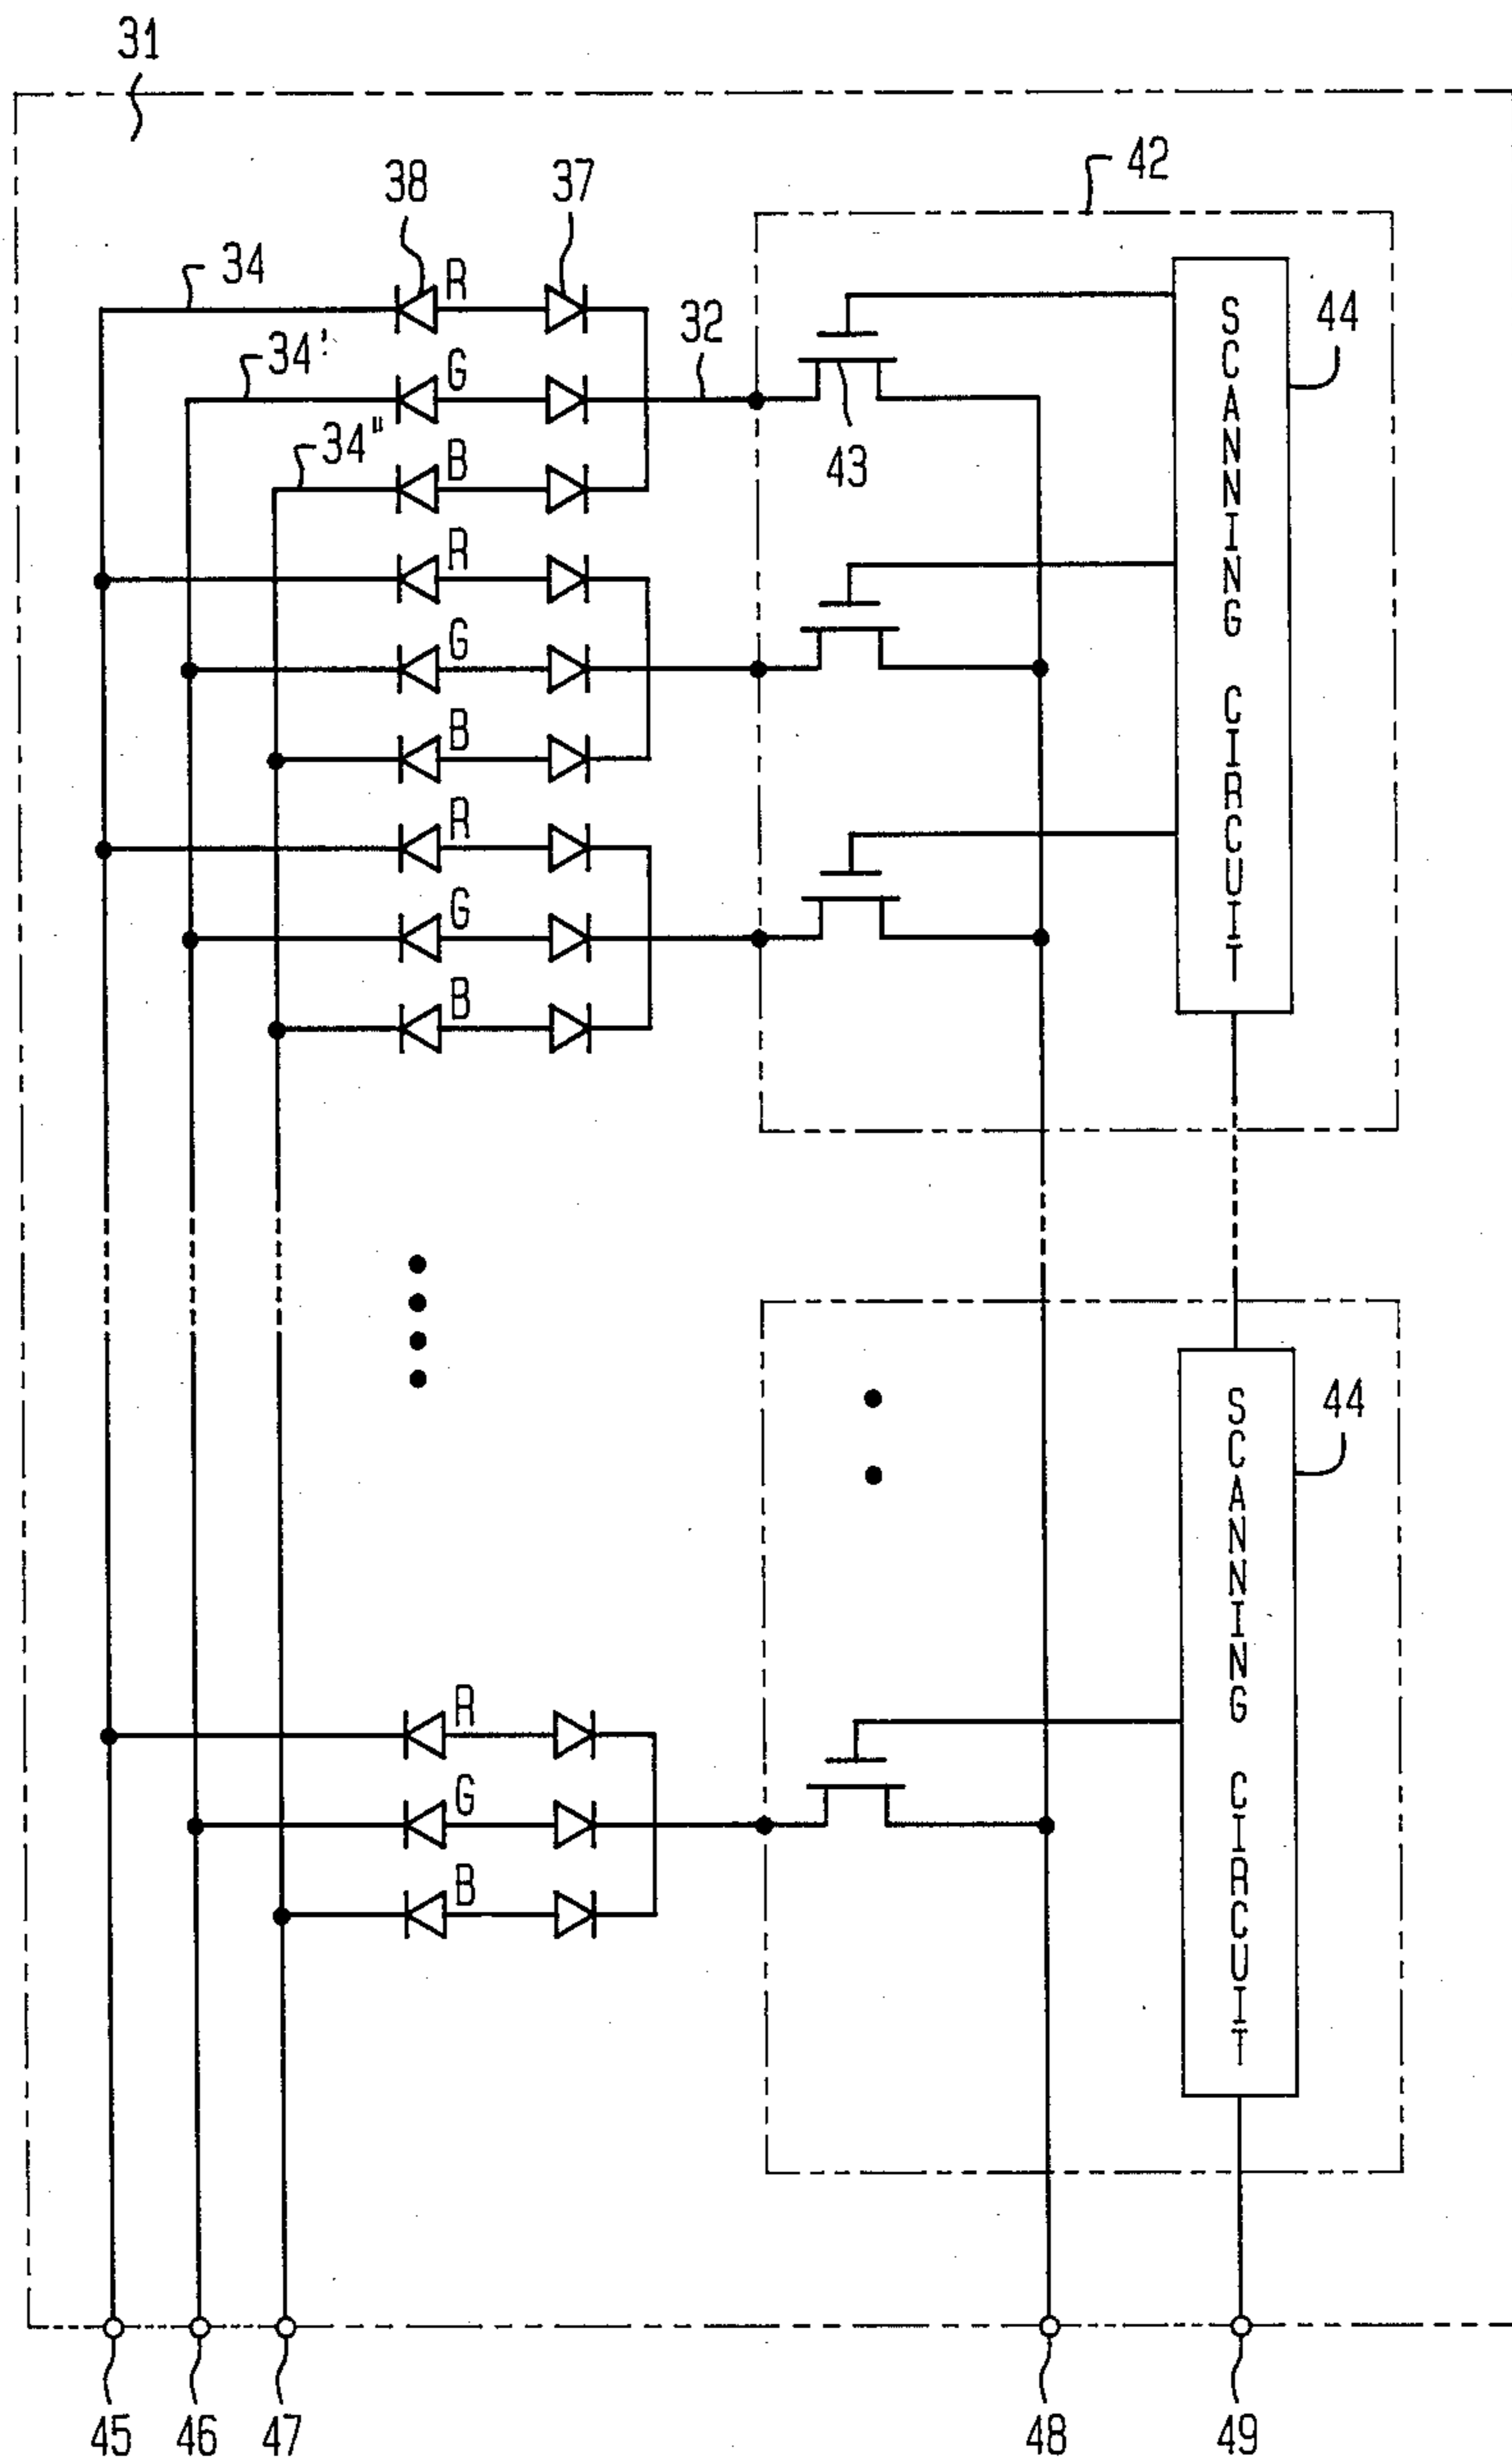 31
42
38 37
34 R
32
44
34' G
34" B
43
R
G
B
R
G
B
SCANNING CIRCUIT
44
R
G
B
SCANNING CIRCUIT
45 46 47 48 49